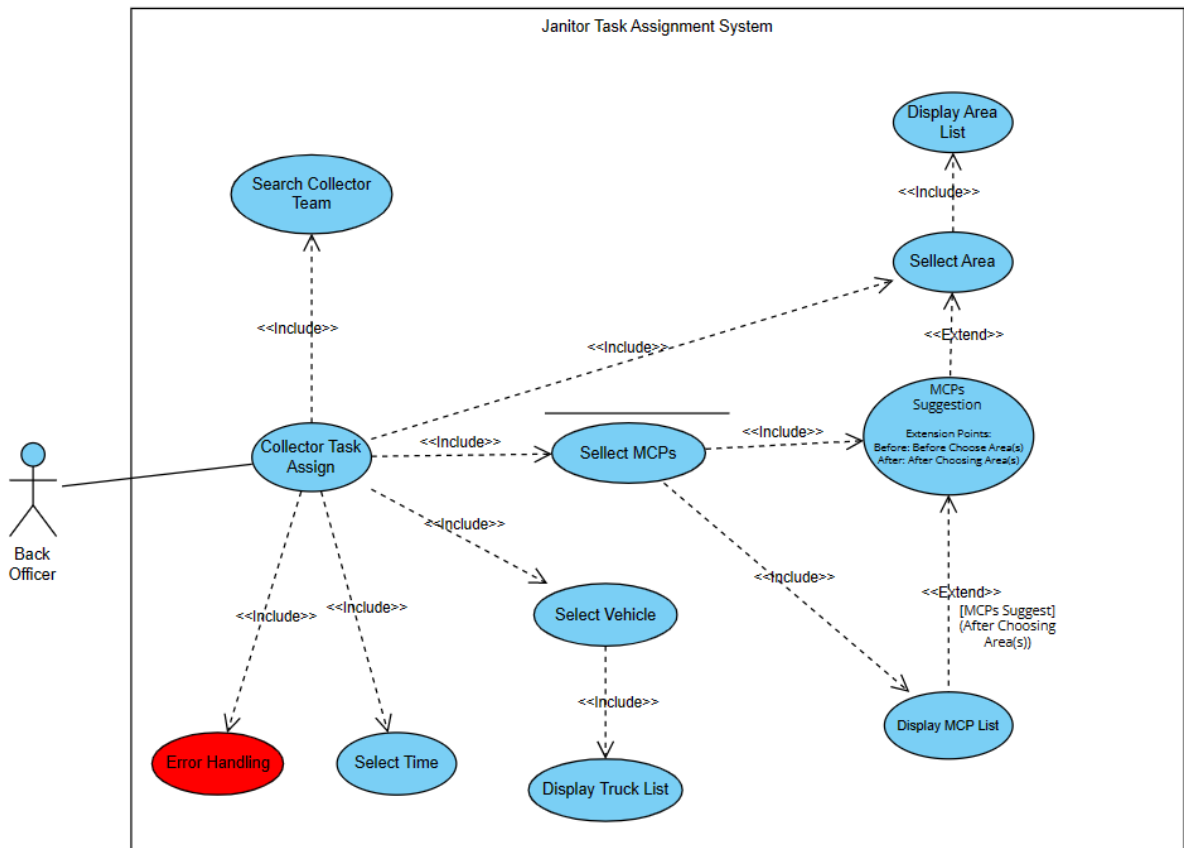 Janitor Task Assignment System
Display Area
List
Search Collector
Team
<<Include>>
Sellect Area
<<Include>>
<<Extend>>
<<Include>>
MCPs
Suggestion
Extension Points:
Before: Before Choose Area(s)
After: After Choosing Area(s)
Collector Task
Assign
<<Include>>
Sellect MCPs
<<Include>>
Back
Officer
<<Include>>
<<Include>>
<<Extend>>
[MCPs Suggest]
(After Choosing
Area(s))
<<Include>>
<<Include>>
Select Vehicle
<<Include>>
Display MCP List
Error Handling
Select Time
Display Truck List